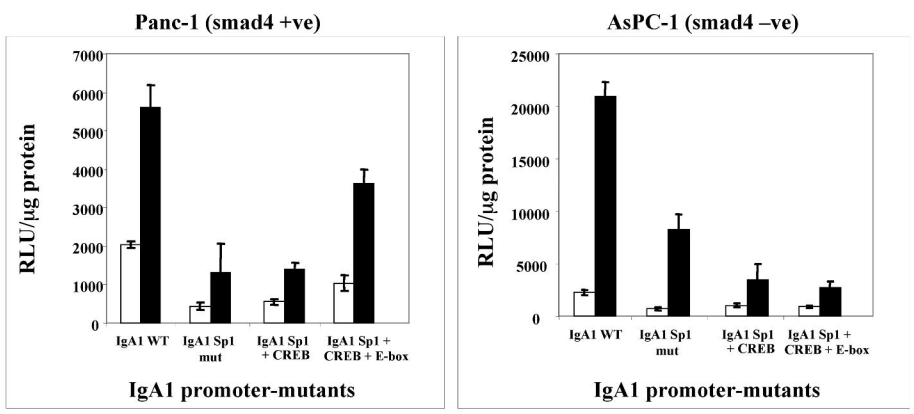 Panc-1 (smad4 +ve)
7000
6000
5000
4000
3000
2000
1000
0
RLU/µg protein
IgA1 WT
IgA1 Sp1
mut
IgA1 Sp1
+ CREB
IgA1 Sp1 +
CREB + E-box
IgA1 promoter-mutants
AsPC-1 (smad4 –ve)
25000
20000
15000
10000
5000
0
RLU/µg protein
IgA1 WT
IgA1 Sp1
mut
IgA1 Sp1
+ CREB
IgA1 Sp1 +
CREB + E-box
IgA1 promoter-mutants